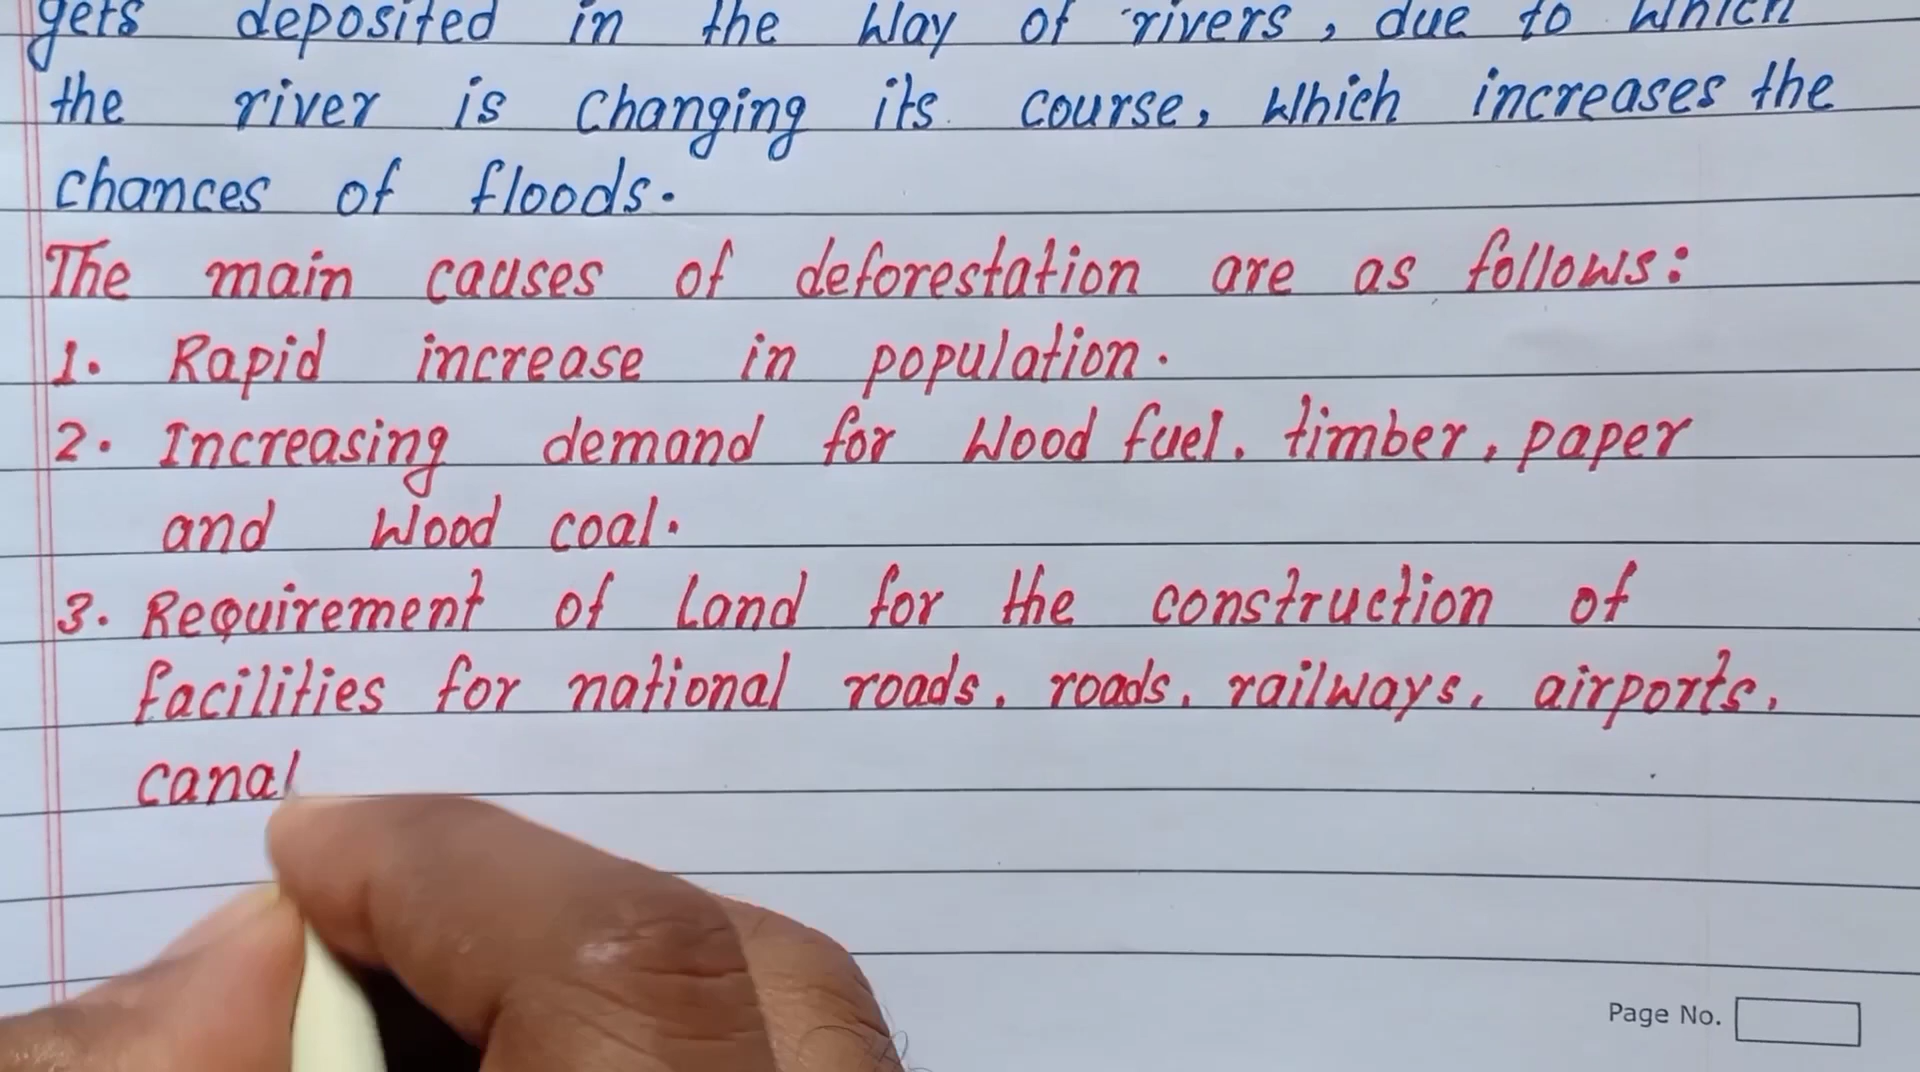 gets deposited in the way of rivers, due to which
the river is changing its course, which increases the
chances of floods.
The main causes of deforestation are as follows:
1. Rapid increase in population.
2. Increasing demand for wood fuel, timber, paper
and wood coal.
3. Requirement of land for the construction of
facilities for national roads, roads, railways, airports,
canal
Page No.